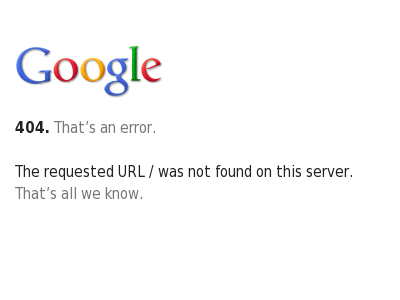 Google
404. That’s an error.
The requested URL / was not found on this server.
That’s all we know.